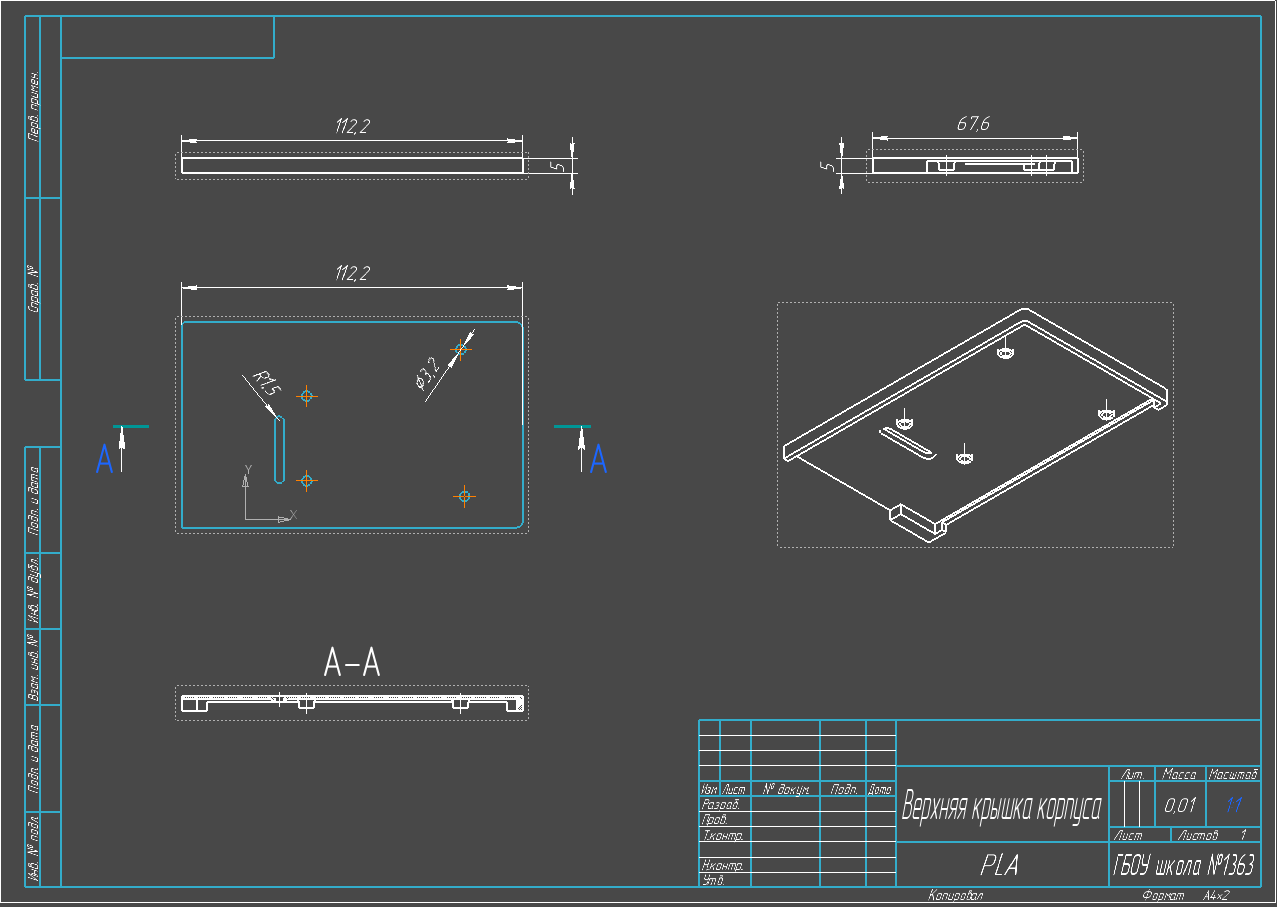 Перв. примен.
Справ. №
Подп. и дата
Инв. № дубл.
Взам. инв. №
Подп. и дата
Инв. № подл.
112,2
5
67,6
5
112,2
R1,5
⌀3,2
А
А
Y
X
А-А
Изм. Лист № докум. Подп. Дата
Разраб.
Пров.
Т.контр.
Н.контр.
Утв.
Верхняя крышка корпуса
Лит. Масса Масштаб
0,01 1:1
Лист Листов 1
PLA
ГБОУ школа №1363
Копировал Формат А4×2